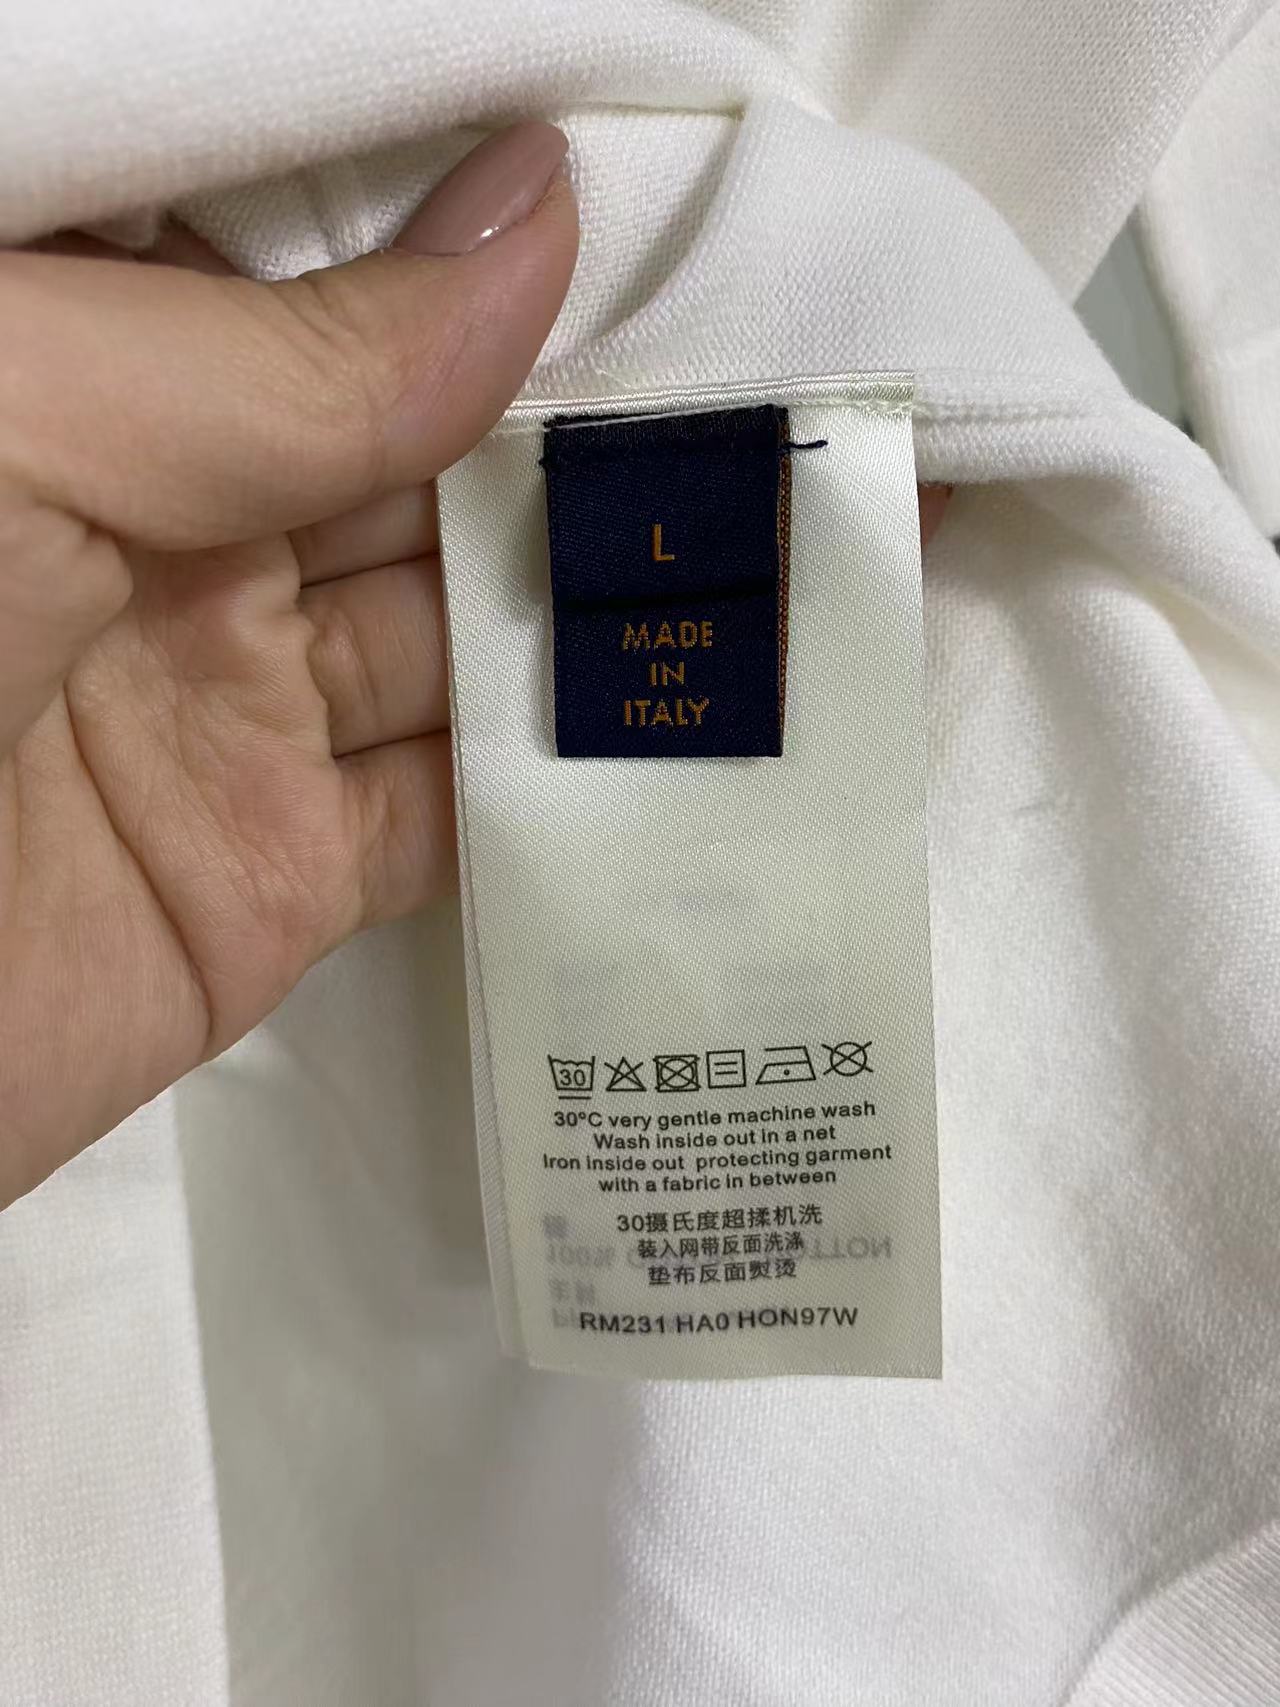 L
MADE
IN
ITALY
30
30°C very gentle machine wash
Wash inside out in a net
Iron inside out protecting garment
with a fabric in between
30摄氏度超揉机洗
装入网带反面洗涤
垫布反面熨烫
RM231 HA0 HON97W